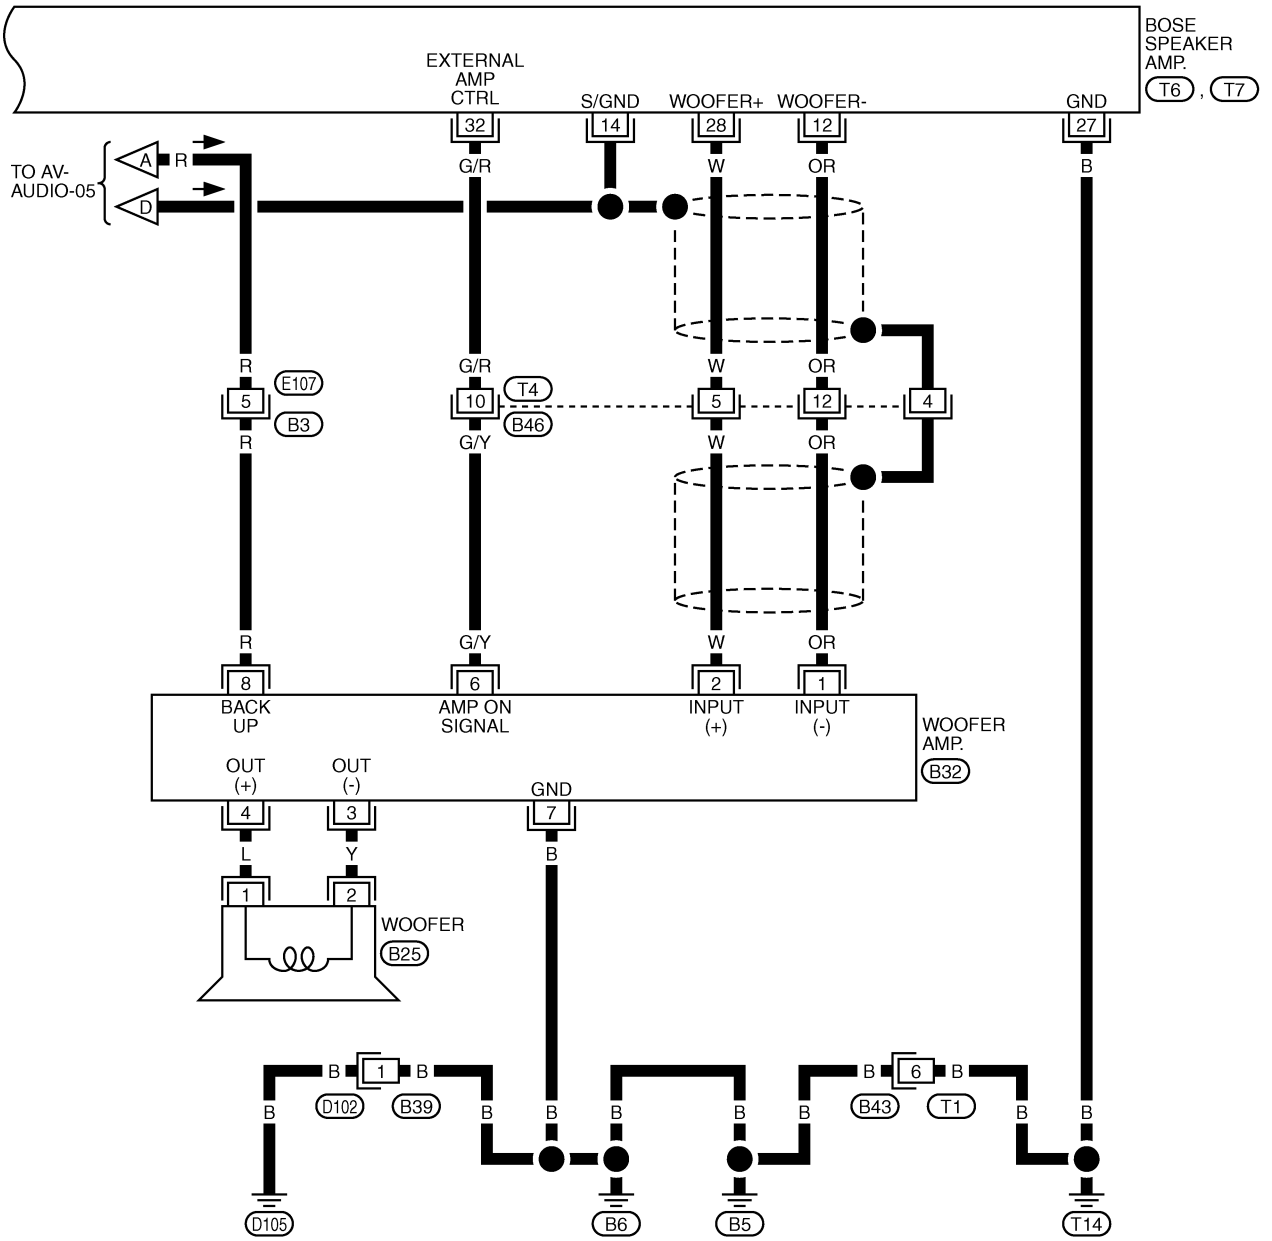 BOSE
SPEAKER
AMP.
T6 , T7
EXTERNAL
AMP
CTRL
S/GND WOOFER+ WOOFER- GND
32 14 28 12 27
TO AV-
AUDIO-05
A R
D
G/R W OR B
R G/R W OR
E107 T4
5 10 5 12 4
B3 B46
R G/Y W OR
R G/Y W OR
8 6 2 1
BACK
UP
AMP ON
SIGNAL
INPUT
(+)
INPUT
(-)
WOOFER
AMP.
B32
OUT
(+)
OUT
(-)
GND
4 3 7
L Y B
1 2
WOOFER
B25
B 1 B B 6 B
D102 B39 B43 T1
B B B B B B B B
D105 B6 B5 T14